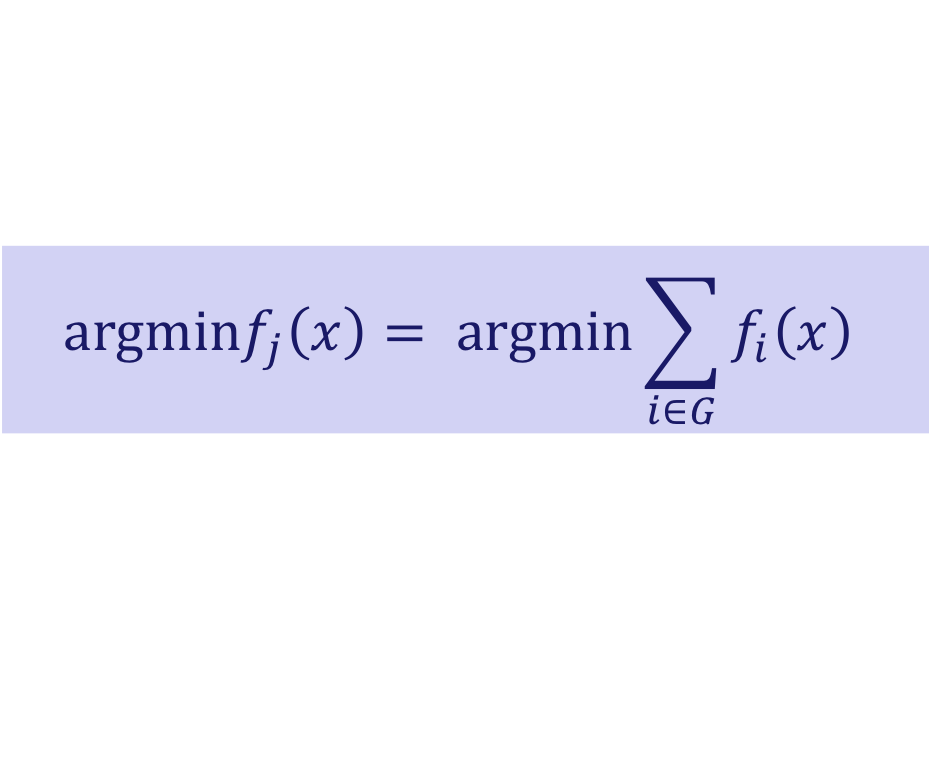 argmin f_j(x) = argmin ∑_{i∈G} f_i(x)